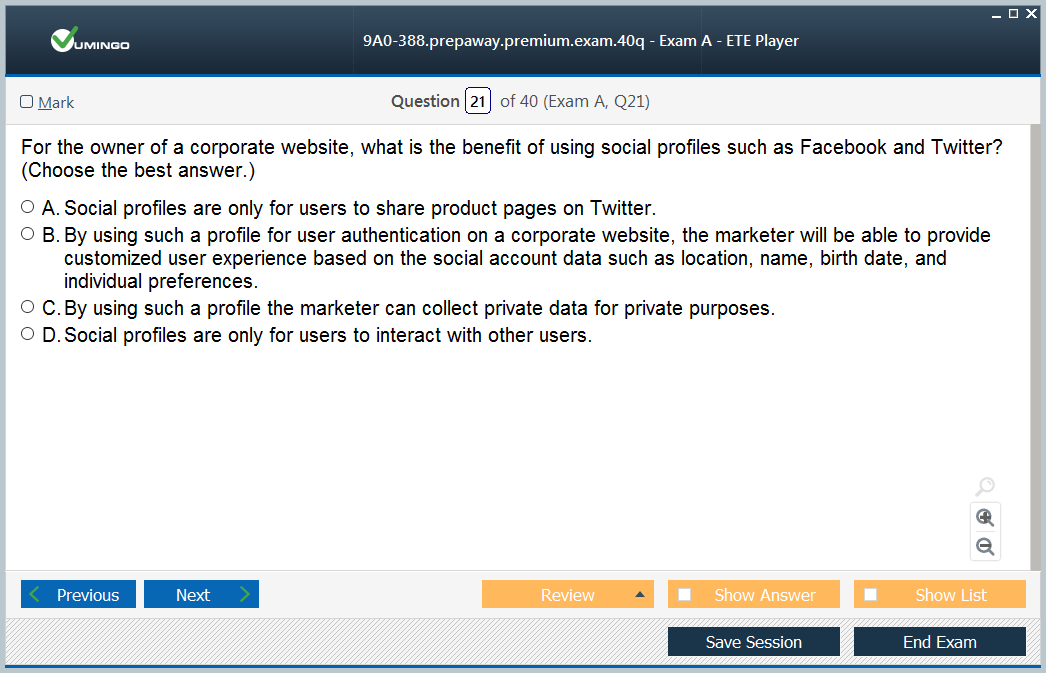 VUMINGO
9A0-388.prepaway.premium.exam.40q - Exam A - ETE Player
Mark
Question 21 of 40 (Exam A, Q21)
For the owner of a corporate website, what is the benefit of using social profiles such as Facebook and Twitter?
(Choose the best answer.)
A. Social profiles are only for users to share product pages on Twitter.
B. By using such a profile for user authentication on a corporate website, the marketer will be able to provide
customized user experience based on the social account data such as location, name, birth date, and
individual preferences.
C. By using such a profile the marketer can collect private data for private purposes.
D. Social profiles are only for users to interact with other users.
Previous Next Review Show Answer Show List
Save Session End Exam